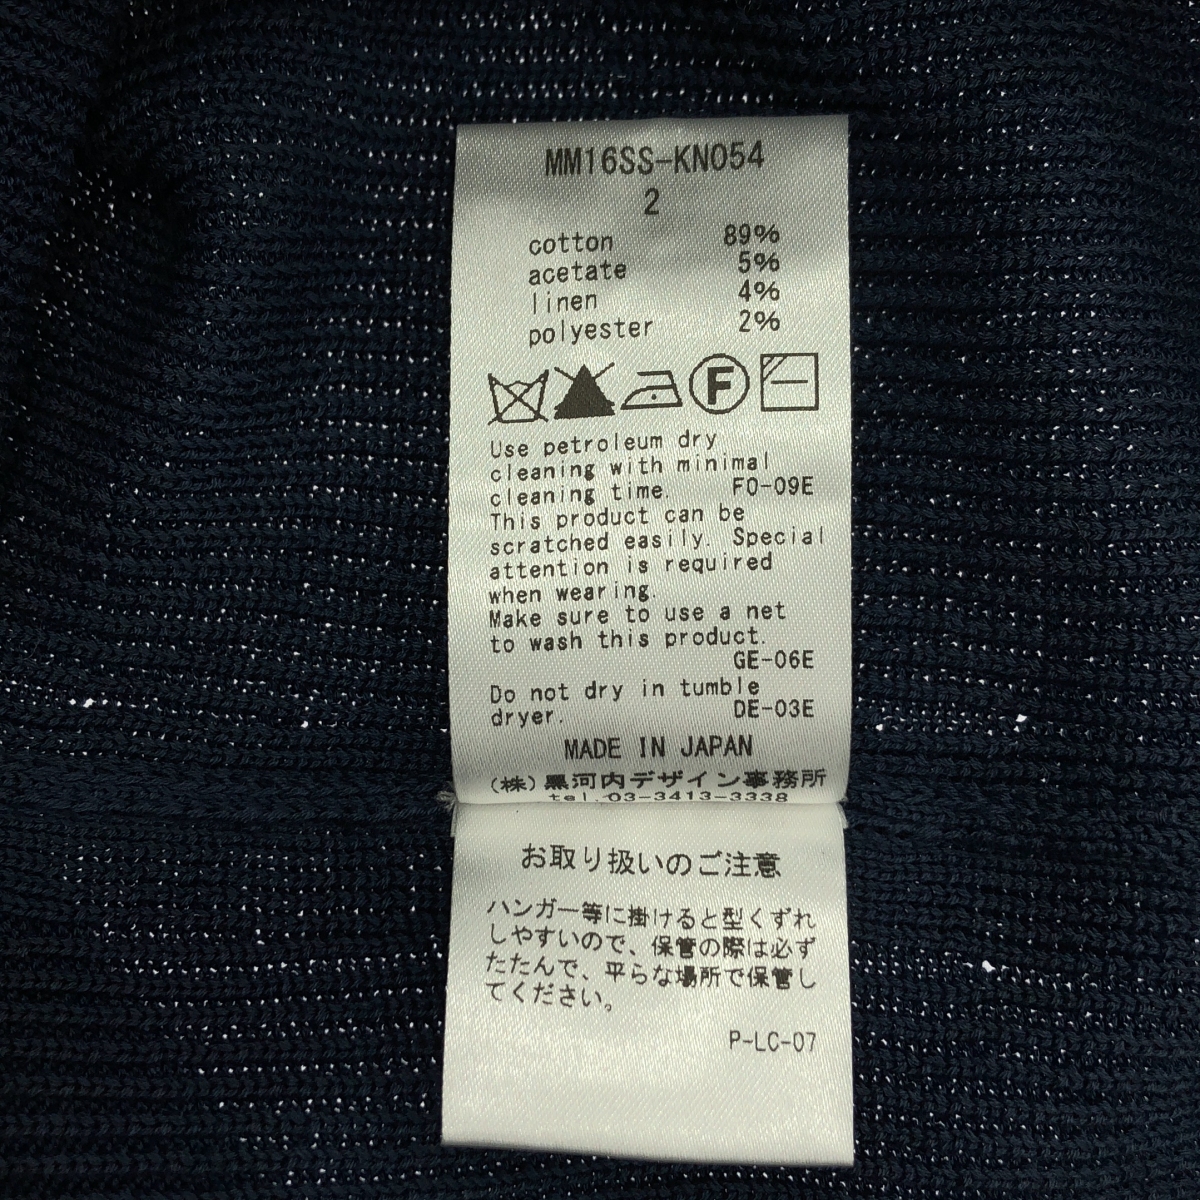 MM16SS-KN054
2
cotton 89%
acetate 5%
linen 4%
polyester 2%
F
Use petroleum dry
cleaning with minimal
cleaning time. FO-09E
This product can be
scratched easily. Special
attention is required
when wearing.
Make sure to use a net
to wash this product.
GE-06E
Do not dry in tumble
dryer. DE-03E
MADE IN JAPAN
(株)黒河内デザイン事務所
tel.03-3413-3338
お取り扱いのご注意
ハンガー等に掛けると型くずれ
しやすいので、保管の際は必ず
たたんで、平らな場所で保管し
てください。
P-LC-07